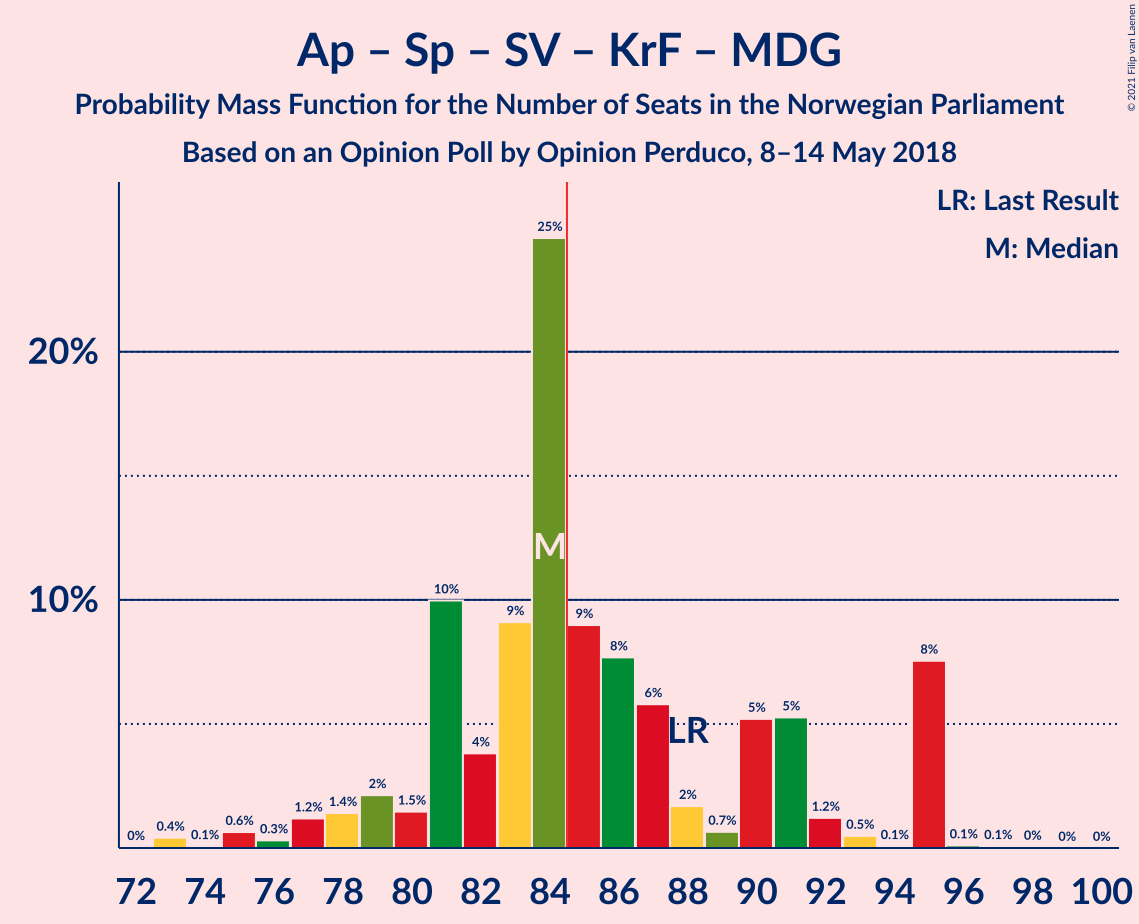 Ap – Sp – SV – KrF – MDG
Probability Mass Function for the Number of Seats in the Norwegian Parliament
Based on an Opinion Poll by Opinion Perduco, 8–14 May 2018
© 2021 Filip van Laenen
LR: Last Result
M: Median
20%
10%
0% 0.4% 0.1% 0.6% 0.3% 1.2% 1.4% 2% 1.5% 10% 4% 9% 25% 9% 8% 6% 2% 0.7% 5% 5% 1.2% 0.5% 0.1% 8% 0.1% 0.1% 0% 0% 0%
M
LR
72 74 76 78 80 82 84 86 88 90 92 94 96 98 100